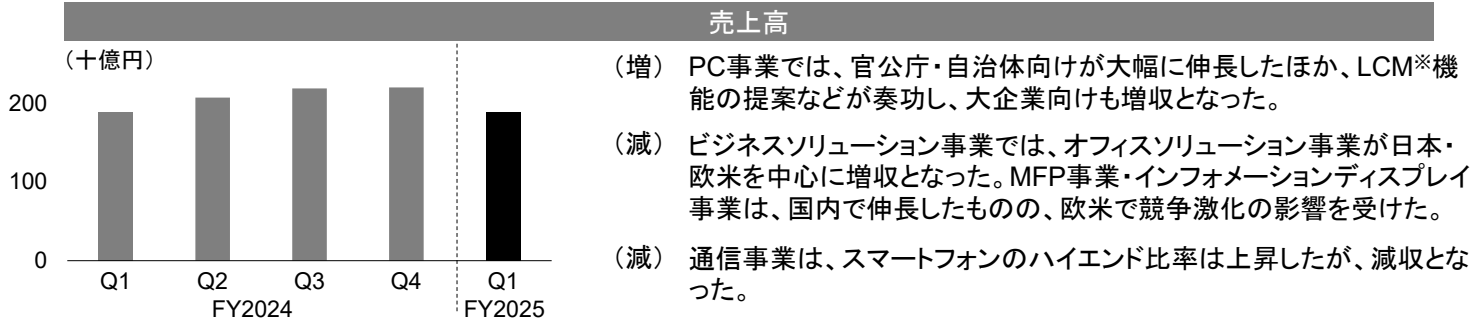 売上高
（十億円）
200
100
0
Q1 Q2 Q3 Q4 Q1
FY2024 FY2025
（増） PC事業では、官公庁・自治体向けが大幅に伸長したほか、LCM※機
能の提案などが奏功し、大企業向けも増収となった。
（減） ビジネスソリューション事業では、オフィスソリューション事業が日本・
欧米を中心に増収となった。MFP事業・インフォメーションディスプレイ
事業は、国内で伸長したものの、欧米で競争激化の影響を受けた。
（減） 通信事業は、スマートフォンのハイエンド比率は上昇したが、減収とな
った。